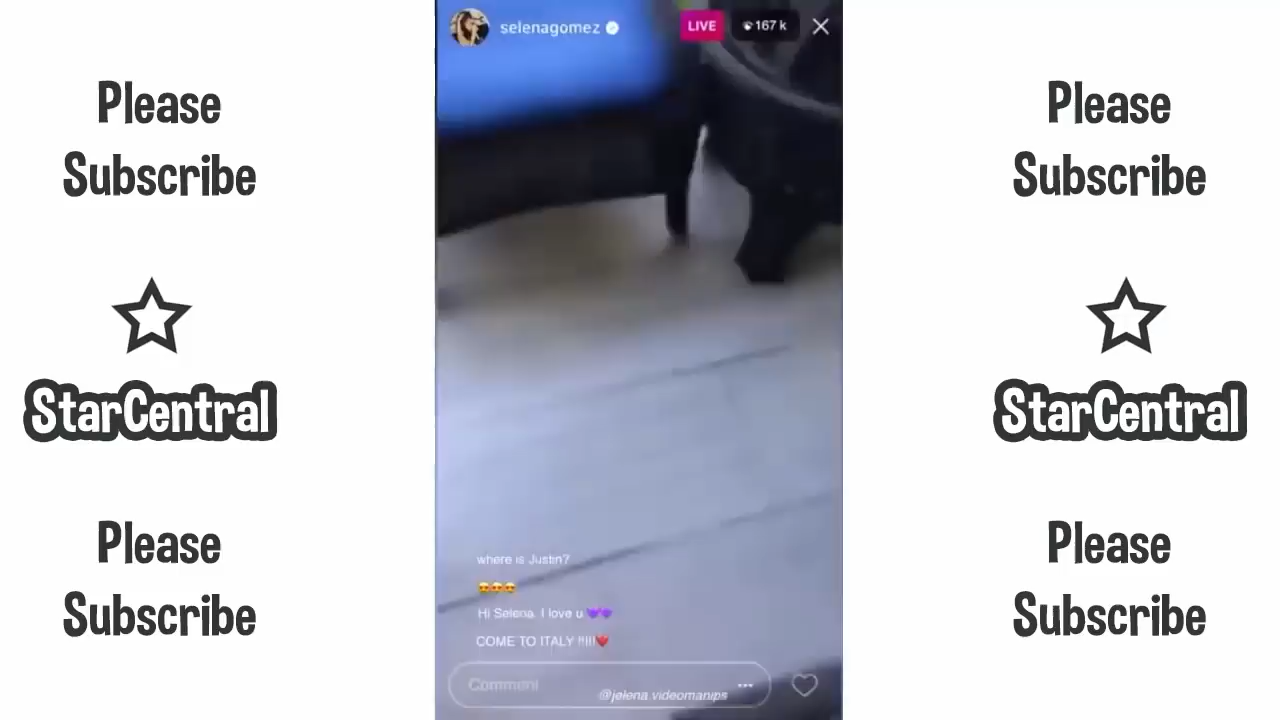 Please
Subscribe
StarCentral
Please
Subscribe
selenagomez
LIVE
167 k
where is Justin?
😍😍😍
Hi Selena. I love u 💜💜
COME TO ITALY !!!!!❤️
Comment
@jelena.videomanips
Please
Subscribe
StarCentral
Please
Subscribe